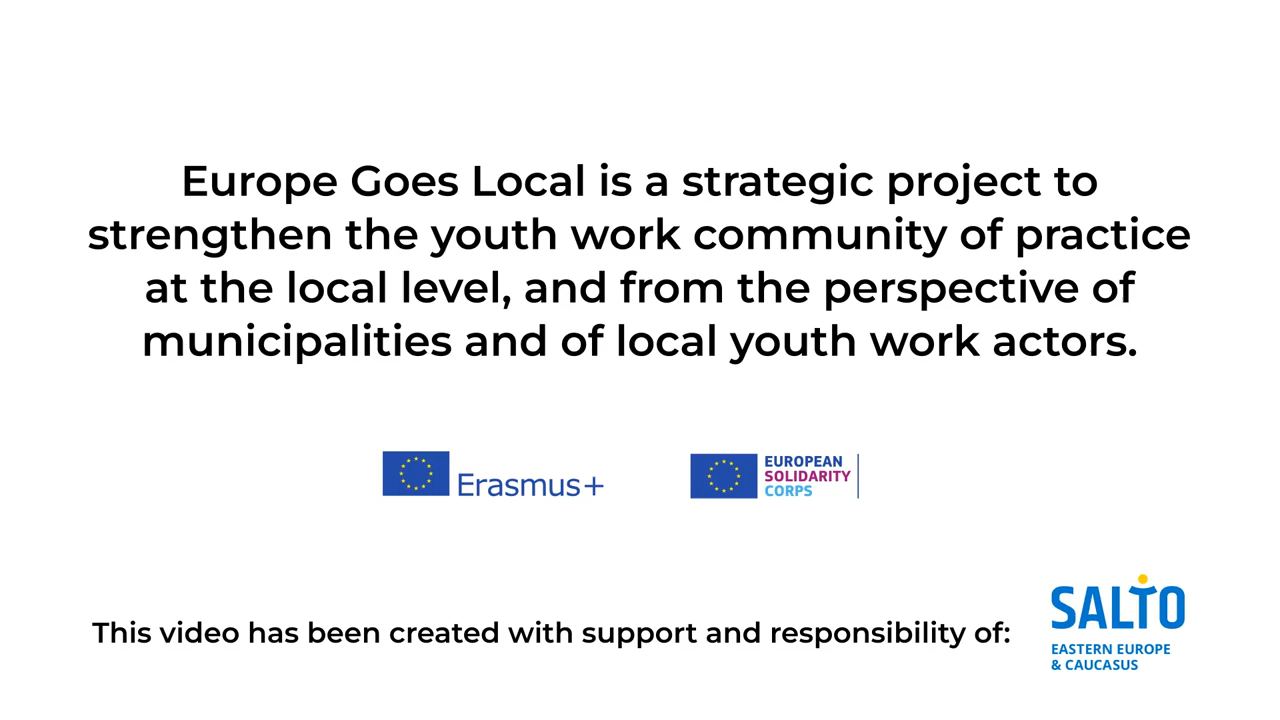 Europe Goes Local is a strategic project to
strengthen the youth work community of practice
at the local level, and from the perspective of
municipalities and of local youth work actors.
Erasmus+
EUROPEAN
SOLIDARITY
CORPS
This video has been created with support and responsibility of:
SALTO
EASTERN EUROPE
& CAUCASUS